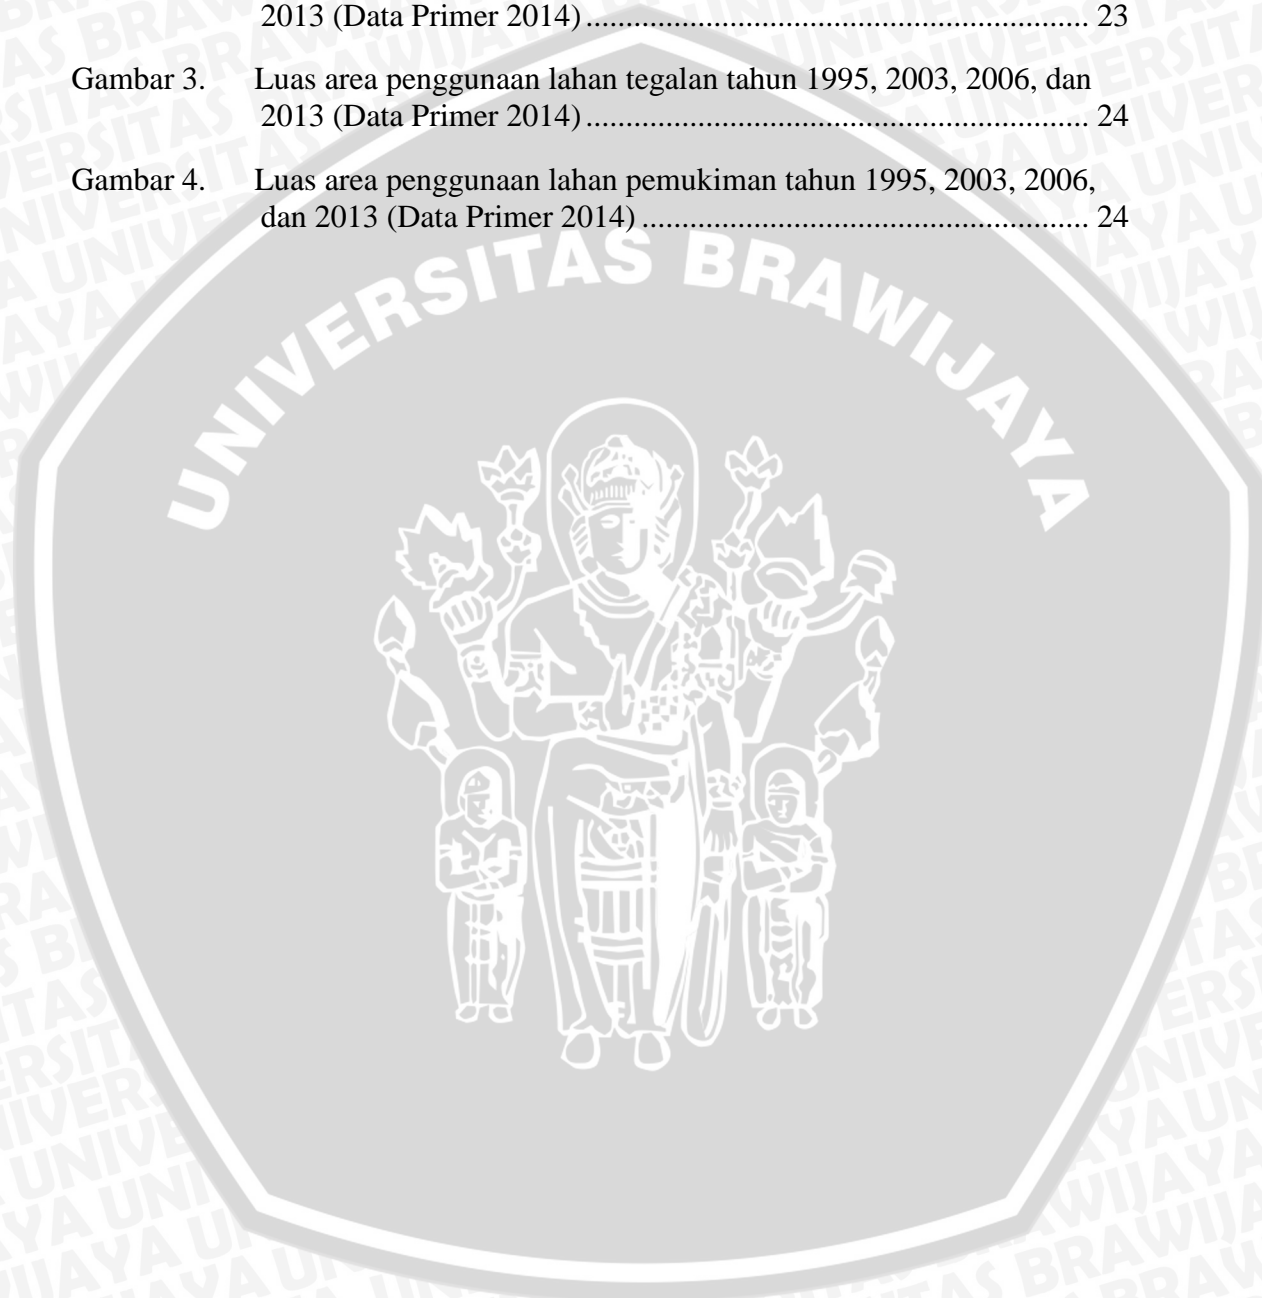 2013 (Data Primer 2014) ........................................................ 23
Gambar 3. Luas area penggunaan lahan tegalan tahun 1995, 2003, 2006, dan
2013 (Data Primer 2014) ........................................................ 24
Gambar 4. Luas area penggunaan lahan pemukiman tahun 1995, 2003, 2006,
dan 2013 (Data Primer 2014) .................................................. 24
UNIVERSITAS BRAWIJAYA